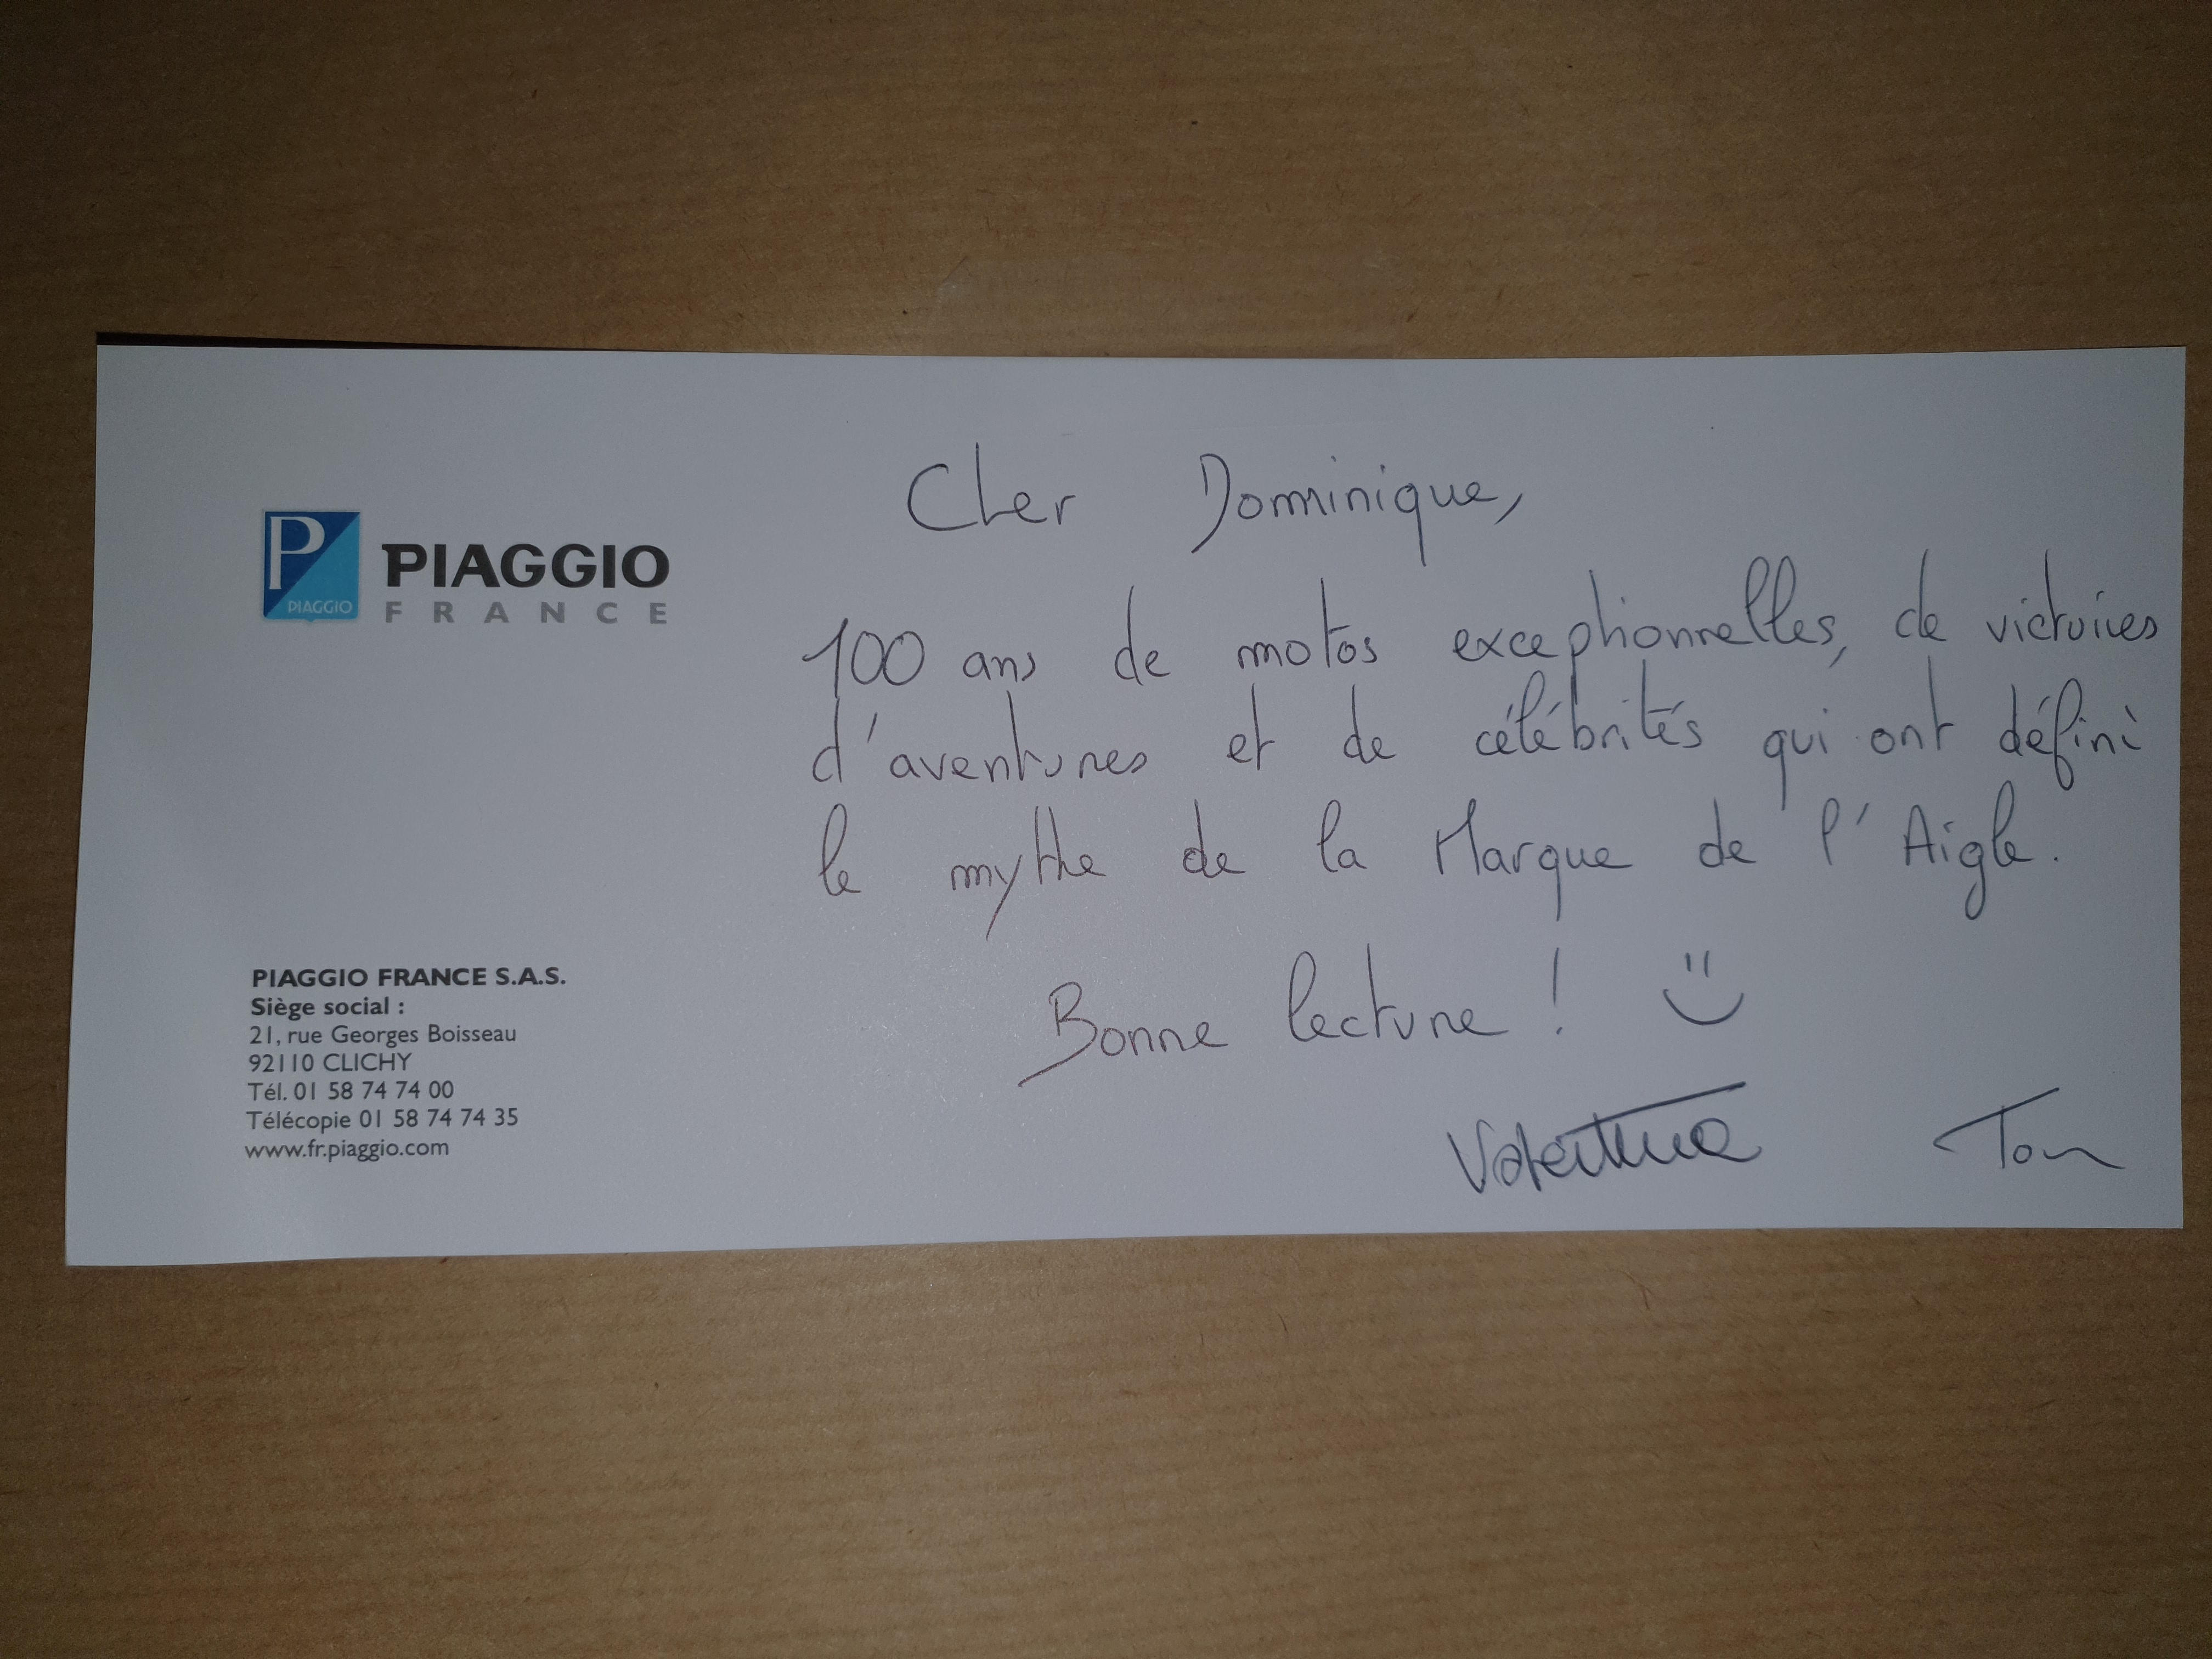 P
PIAGGIO
PIAGGIO
FRANCE
PIAGGIO FRANCE S.A.S.
Siège social :
21, rue Georges Boisseau
92110 CLICHY
Tél. 01 58 74 74 00
Télécopie 01 58 74 74 35
www.fr.piaggio.com
Cher Dominique,
100 ans de motos exceptionnelles, de victoires
d'aventures et de célébrités qui ont défini
le mythe de la Marque de l'Aigle.
Bonne lecture !
Valentina Tom